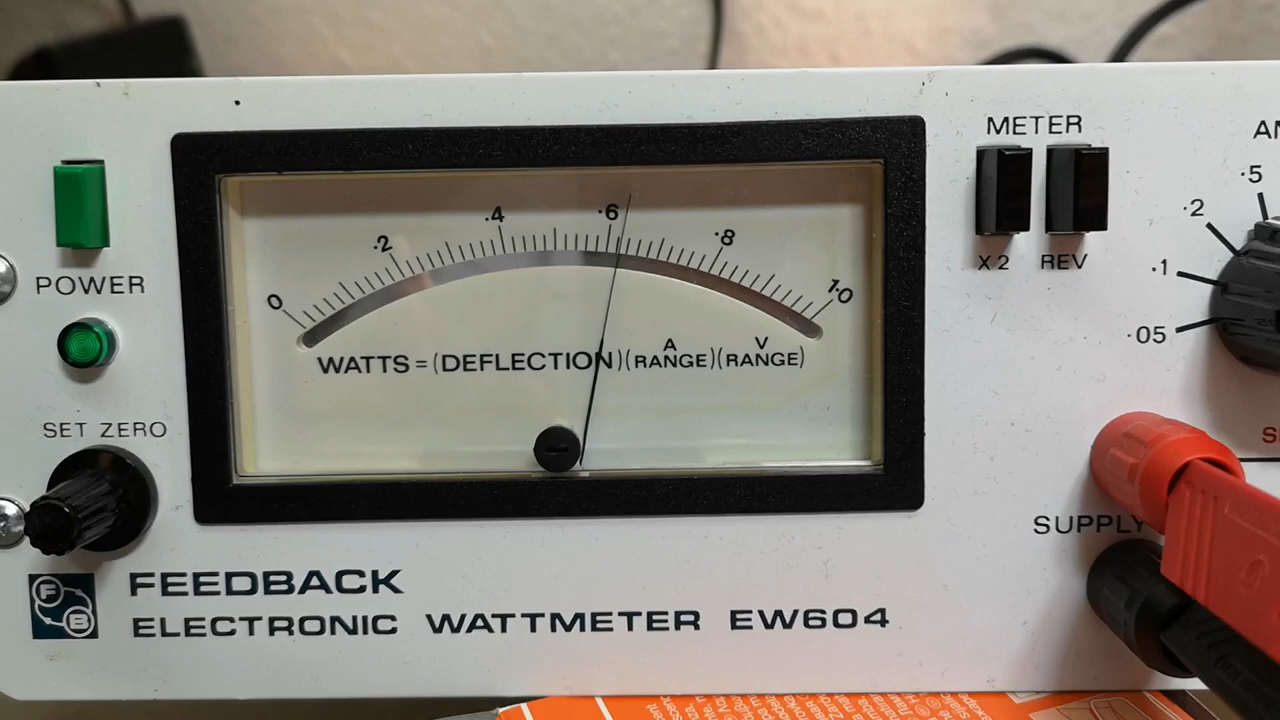 METER
AM
.5
.2
.1
.05
X2 REV
POWER
0 .2 .4 .6 .8 1.0
WATTS = (DEFLECTION)(RANGE)(RANGE)
A V
SET ZERO
SUPPLY
F B
FEEDBACK
ELECTRONIC WATTMETER EW604